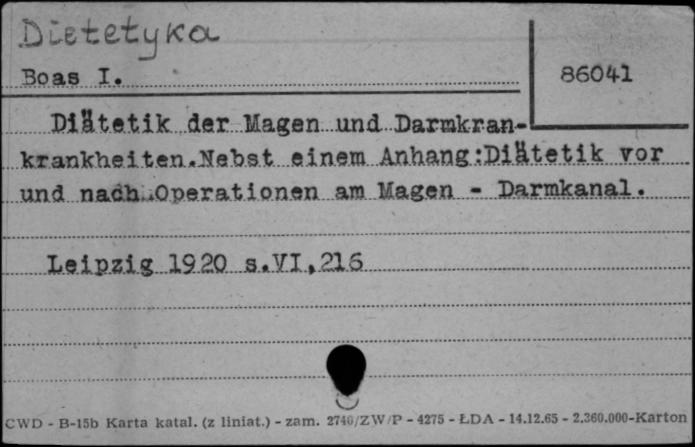 Dietetyka
Boas I.
86041
Diätetik der Magen und Darmkran-
krankheiten.Nebst einem Anhang:Diätetik vor
und nach Operationen am Magen - Darmkanal.
Leipzig 1920 s.VI,216
CWD - B-15b Karta katal. (z liniat.) - zam. 2740/ZW/P - 4275 - ŁDA - 14.12.65 - 2.360.000-Karton